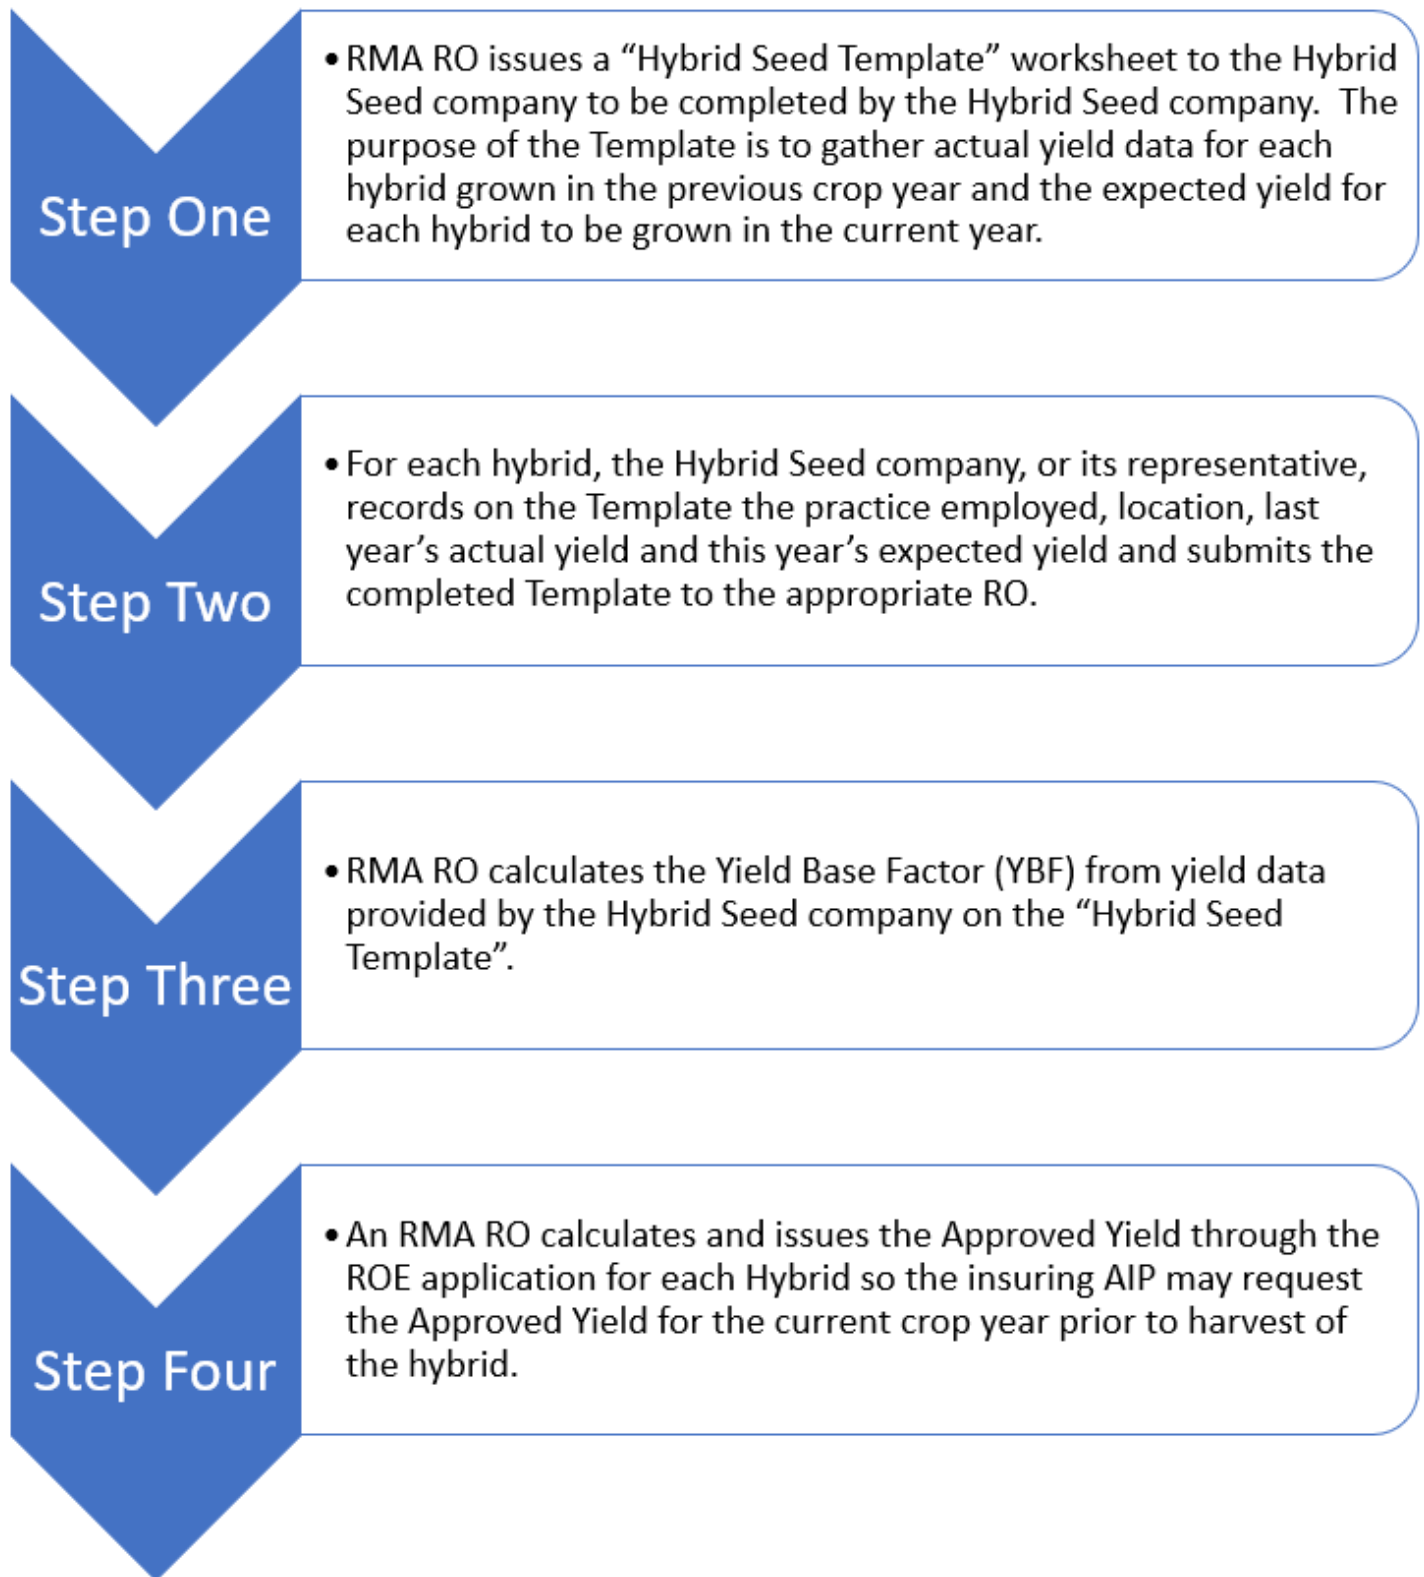 Step One
• RMA RO issues a “Hybrid Seed Template” worksheet to the Hybrid
Seed company to be completed by the Hybrid Seed company.  The
purpose of the Template is to gather actual yield data for each
hybrid grown in the previous crop year and the expected yield for
each hybrid to be grown in the current year.
Step Two
• For each hybrid, the Hybrid Seed company, or its representative,
records on the Template the practice employed, location, last
year’s actual yield and this year’s expected yield and submits the
completed Template to the appropriate RO.
Step Three
• RMA RO calculates the Yield Base Factor (YBF) from yield data
provided by the Hybrid Seed company on the “Hybrid Seed
Template”.
Step Four
• An RMA RO calculates and issues the Approved Yield through the
ROE application for each Hybrid so the insuring AIP may request
the Approved Yield for the current crop year prior to harvest of
the hybrid.